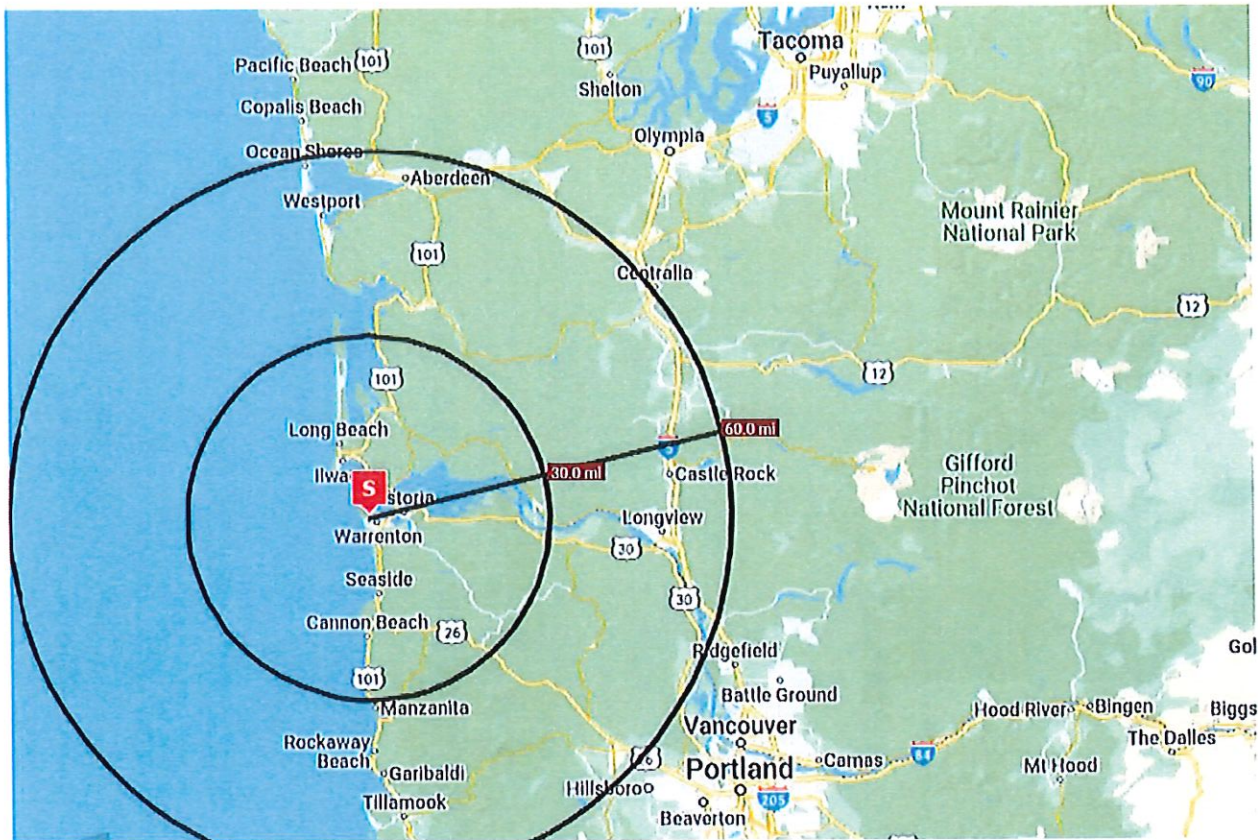 101
Tacoma
Pacific Beach
101
Puyallup
90
Shelton
Copalis Beach
5
Olympia
Ocean Shores
Aberdeen
Westport
Mount Rainier
National Park
101
Centralia
12
12
101
Long Beach
60.0 mi
5
Ilwa
30.0 mi
Castle Rock
Gifford
Pinchot
National Forest
S
storia
Longview
Warrenton
30
Seaside
30
Cannon Beach
26
Ridgefield
Gol
101
Battle Ground
Manzanita
Hood River
Bingen
Biggs
Vancouver
Rockaway
Beach
The Dalles
84
Camas
Garibaldi
Portland
Mt Hood
Hillsboro
Tillamook
205
Beaverton